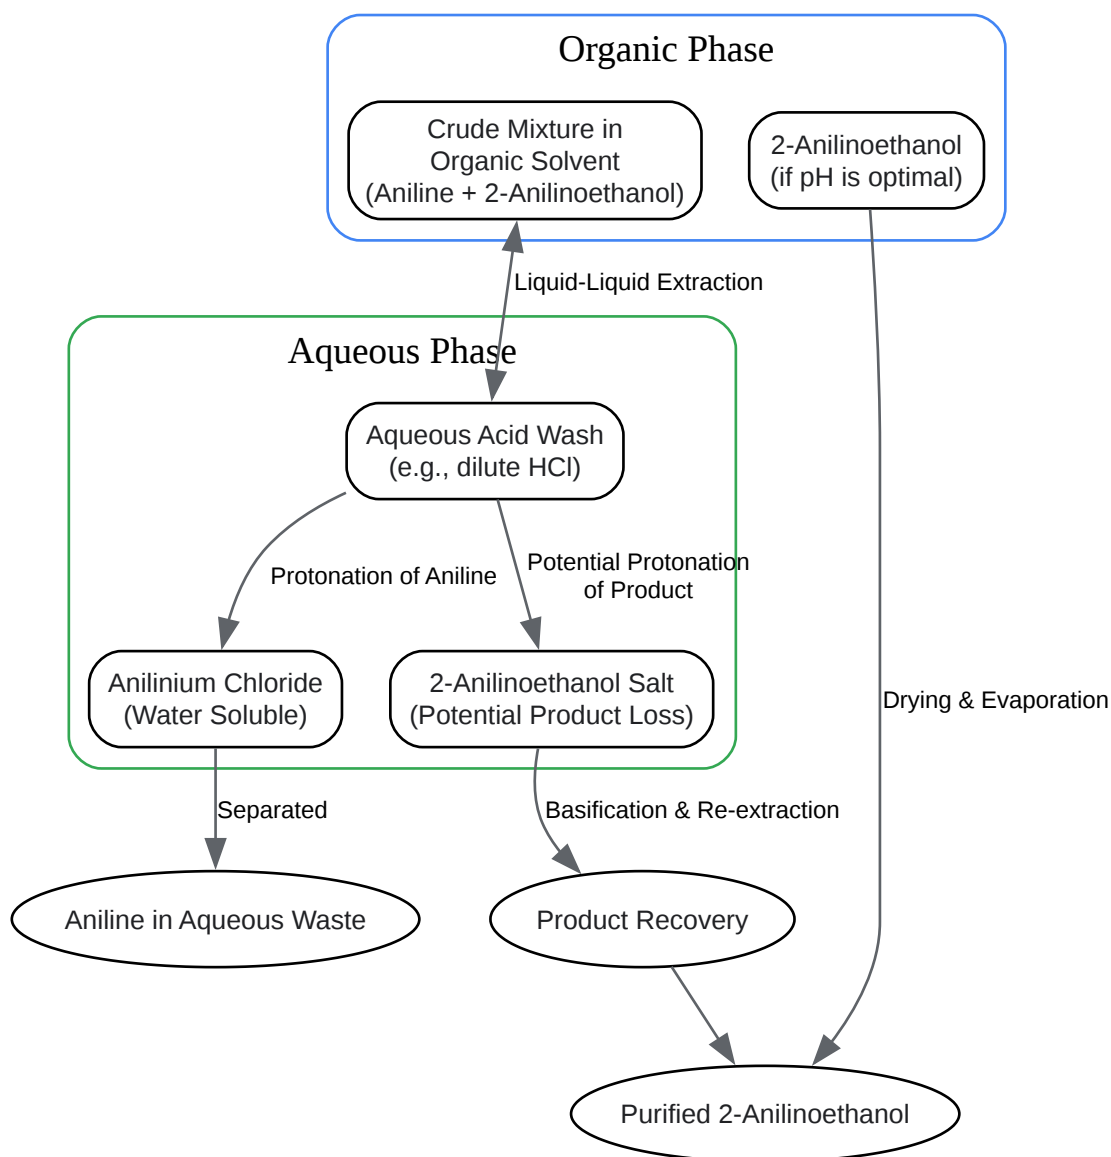 Organic Phase
Crude Mixture in
Organic Solvent
(Aniline + 2-Anilinoethanol)
2-Anilinoethanol
(if pH is optimal)
Liquid-Liquid Extraction
Aqueous Phase
Aqueous Acid Wash
(e.g., dilute HCl)
Protonation of Aniline
Potential Protonation
of Product
Anilinium Chloride
(Water Soluble)
2-Anilinoethanol Salt
(Potential Product Loss)
Drying & Evaporation
Separated
Basification & Re-extraction
Aniline in Aqueous Waste
Product Recovery
Purified 2-Anilinoethanol